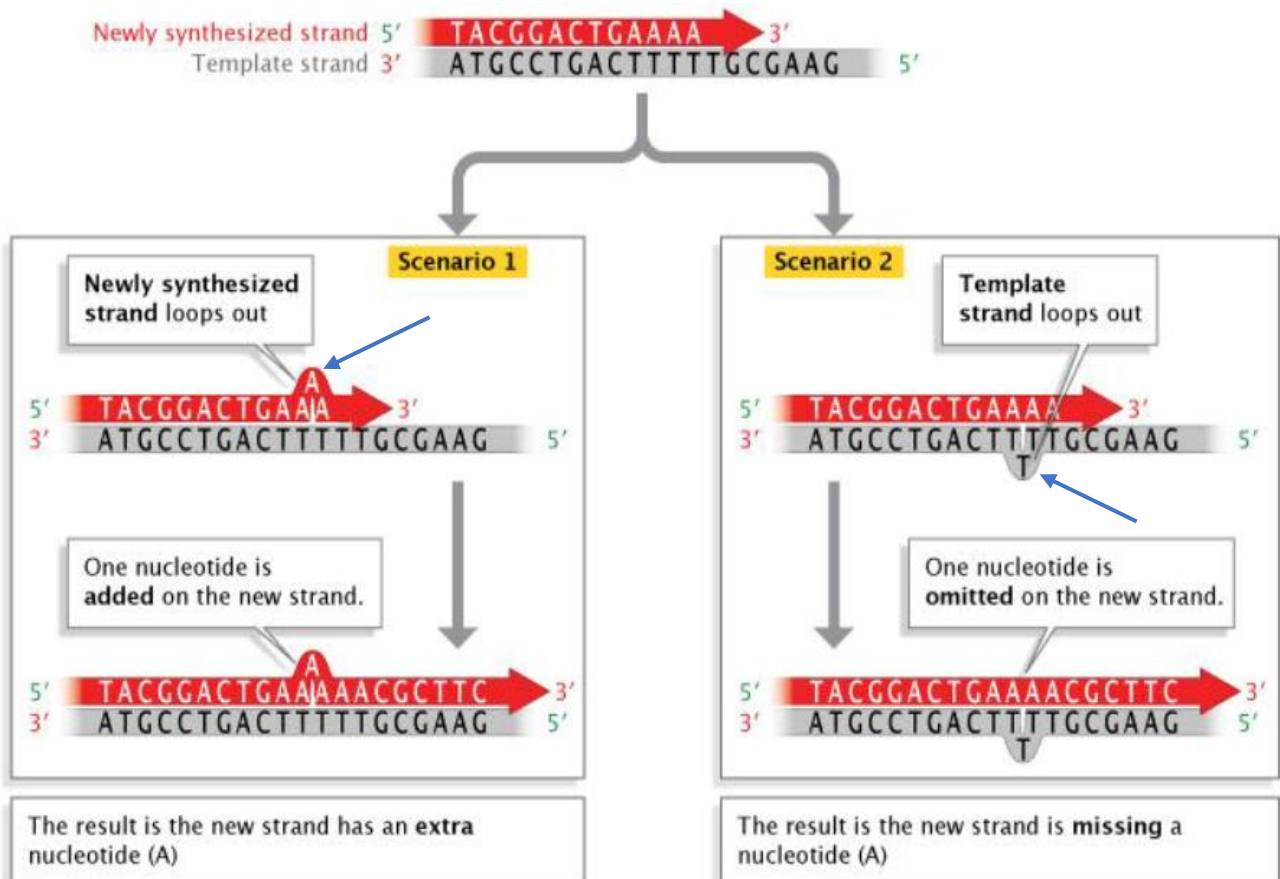 Newly synthesized strand 5′ TACGGACTGAAAA 3′
Template strand 3′ ATGCCTGACTTTTTGCGAAG 5′
Scenario 1
Newly synthesized
strand loops out
A
5′ TACGGACTGAAA 3′
3′ ATGCCTGACTTTTTGCGAAG 5′
One nucleotide is
added on the new strand.
A
5′ TACGGACTGAAAAACGCTTC 3′
3′ ATGCCTGACTTTTTGCGAAG 5′
The result is the new strand has an extra
nucleotide (A)
Scenario 2
Template
strand loops out
5′ TACGGACTGAAAA 3′
3′ ATGCCTGACTTTTGCGAAG 5′
T
One nucleotide is
omitted on the new strand.
5′ TACGGACTGAAAACGCTTC 3′
3′ ATGCCTGACTTTTGCGAAG 5′
T
The result is the new strand is missing a
nucleotide (A)